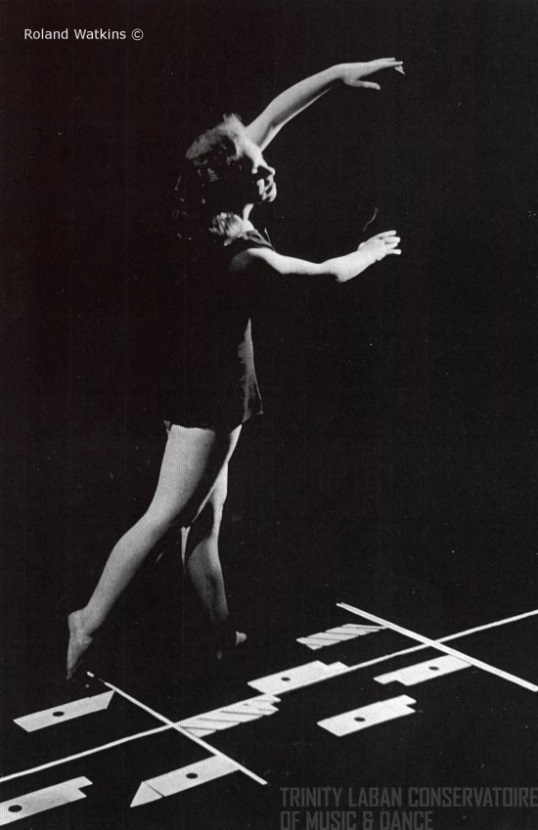 Roland Watkins ©
TRINITY LABAN CONSERVATOIRE
OF MUSIC & DANCE